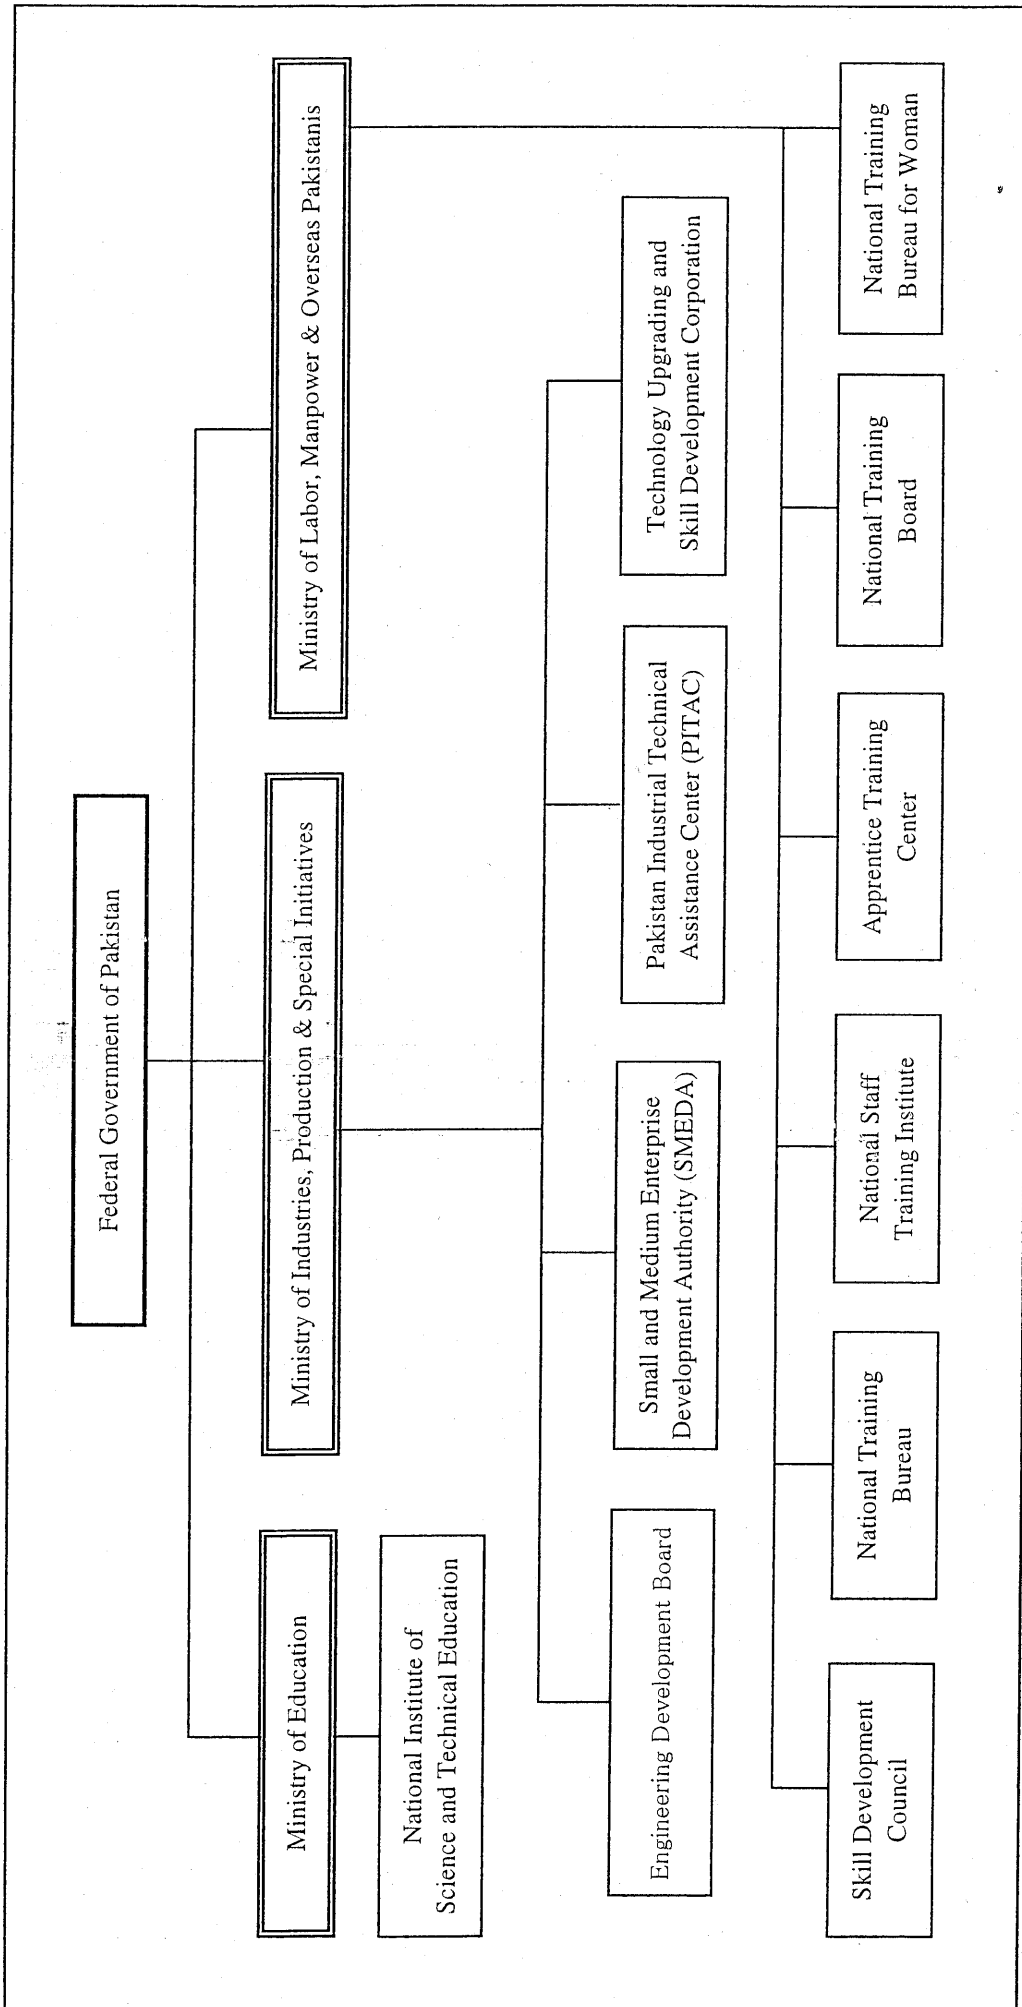 Federal Government of Pakistan
Ministry of Education
Ministry of Industries, Production & Special Initiatives
Ministry of Labor, Manpower & Overseas Pakistanis
National Institute of
Science and Technical Education
Engineering Development Board
Small and Medium Enterprise
Development Authority (SMEDA)
Pakistan Industrial Technical
Assistance Center (PITAC)
Technology Upgrading and
Skill Development Corporation
Skill Development
Council
National Training
Bureau
National Staff
Training Institute
Apprentice Training
Center
National Training
Board
National Training
Bureau for Woman